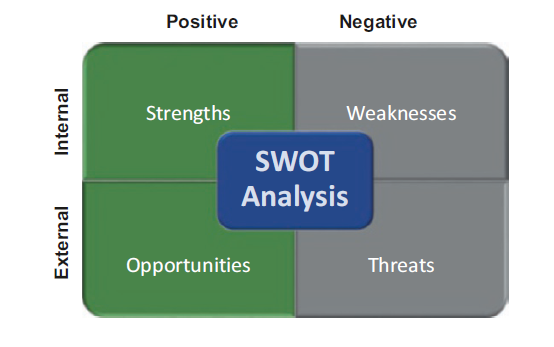 Positive
Negative
Internal
Strengths
Weaknesses
SWOT
Analysis
External
Opportunities
Threats